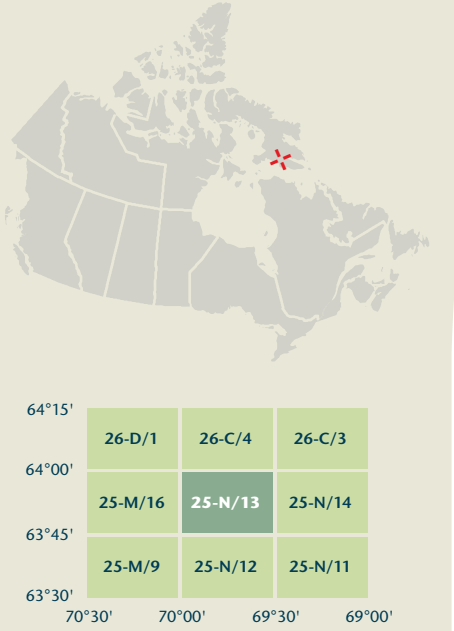 64°15'
26-D/1 26-C/4 26-C/3
64°00'
25-M/16 25-N/13 25-N/14
63°45'
25-M/9 25-N/12 25-N/11
63°30'
70°30' 70°00' 69°30' 69°00'